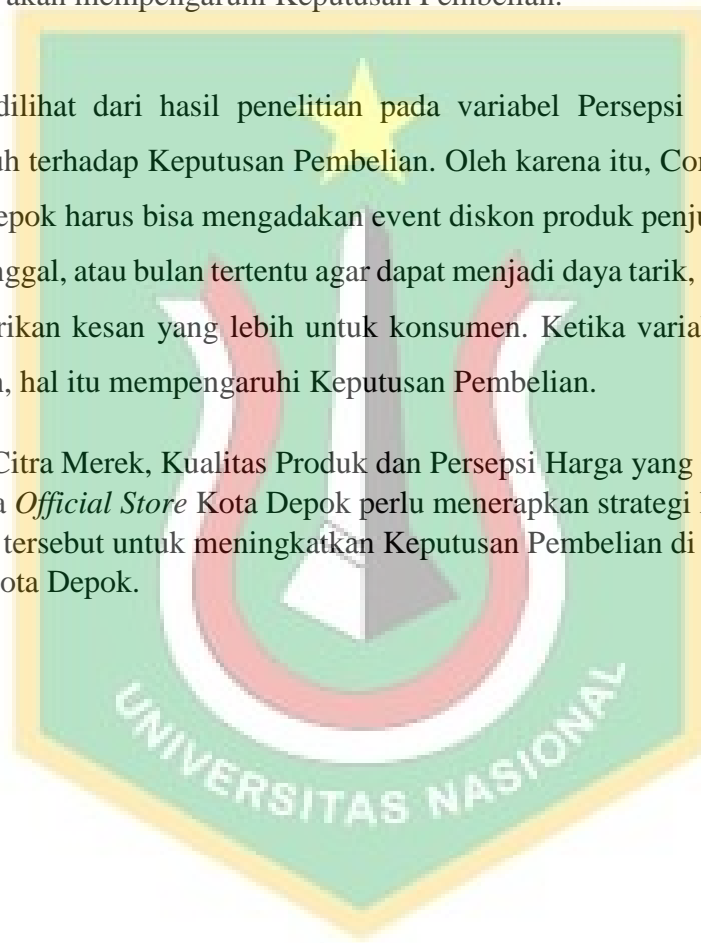 akan mempengaruhi Keputusan Pembelian.
dilihat dari hasil penelitian pada variabel Persepsi
uh terhadap Keputusan Pembelian. Oleh karena itu, Con
epok harus bisa mengadakan event diskon produk penju
nggal, atau bulan tertentu agar dapat menjadi daya tarik,
rikan kesan yang lebih untuk konsumen. Ketika varia
n, hal itu mempengaruhi Keputusan Pembelian.
Citra Merek, Kualitas Produk dan Persepsi Harga yang
a Official Store Kota Depok perlu menerapkan strategi
tersebut untuk meningkatkan Keputusan Pembelian di
ota Depok.
UNIVERSITAS NASIONAL